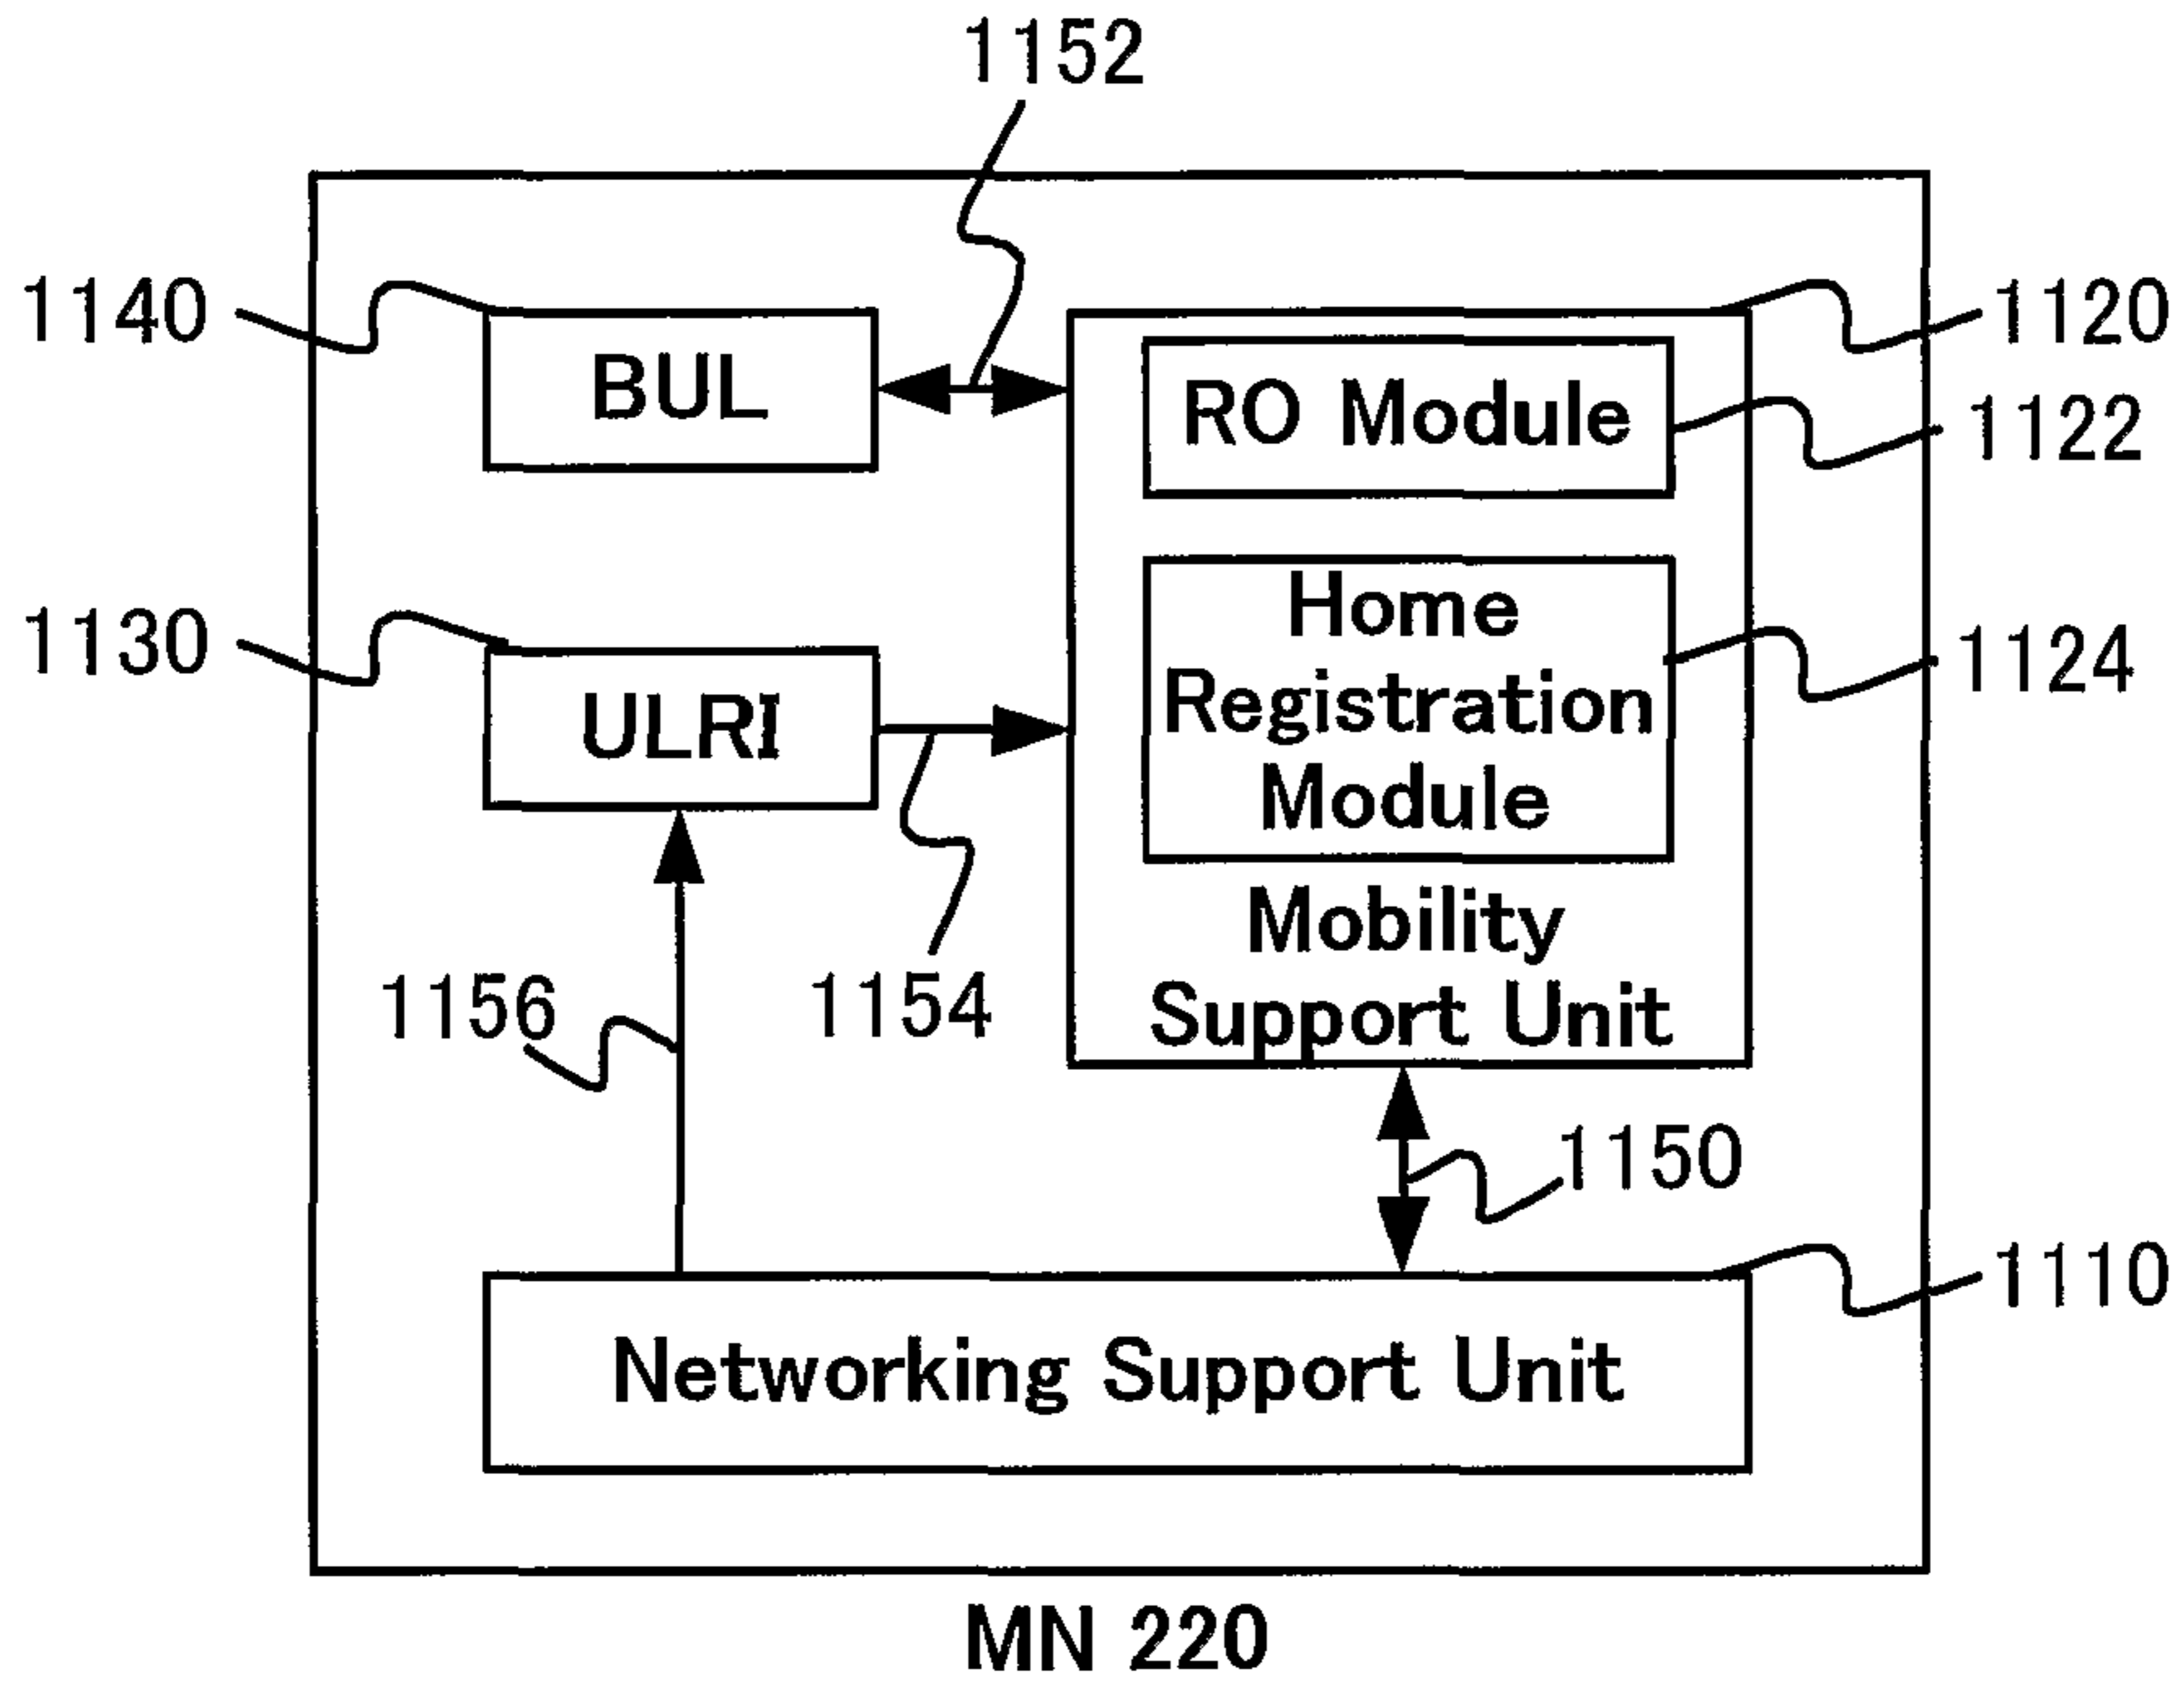 1152
1140
BUL
1120
RO Module
1122
1130
ULRI
Home
Registration
Module
1124
Mobility
Support Unit
1156
1154
1150
1110
Networking Support Unit
MN 220